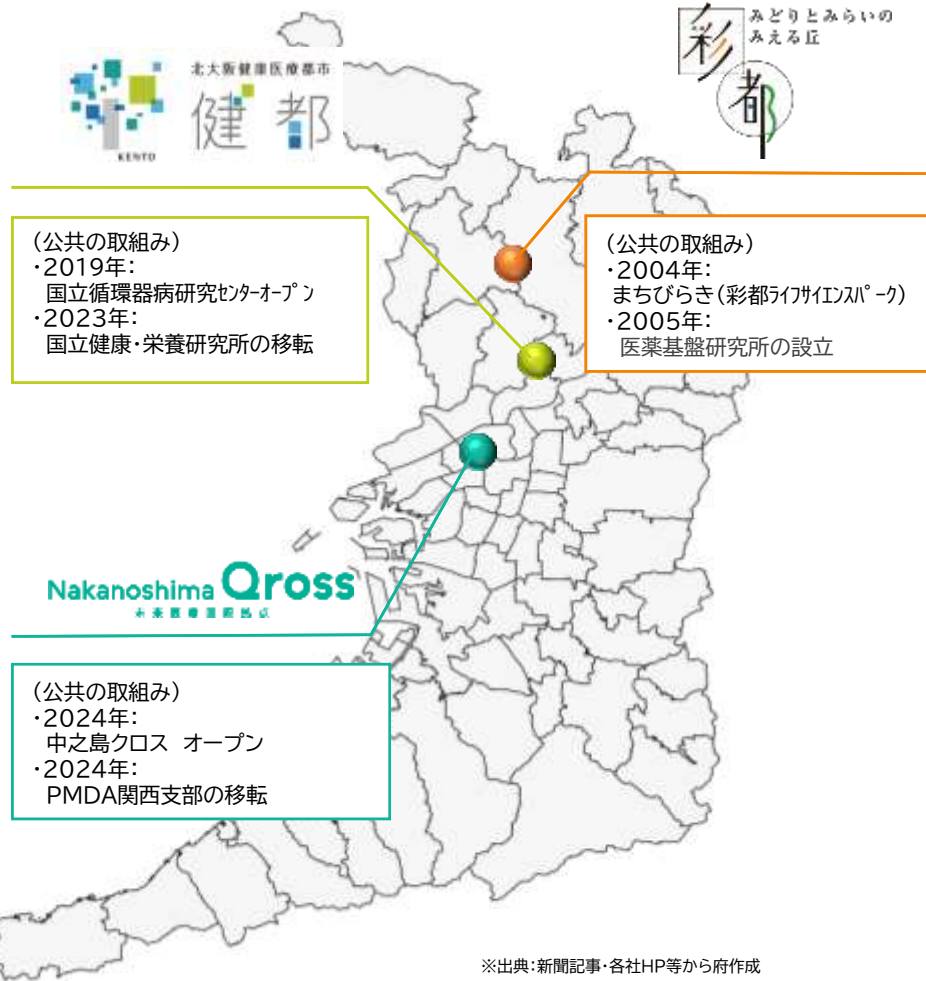 北大阪健康医療都市
健都
KENTO
みどりとみらいの
みえる丘
彩都
(公共の取組み)
・2019年:
国立循環器病研究ｾﾝﾀｰｵｰﾌﾟﾝ
・2023年:
国立健康・栄養研究所の移転
(公共の取組み)
・2004年:
まちびらき(彩都ﾗｲﾌｻｲｴﾝｽﾊﾟｰｸ)
・2005年:
医薬基盤研究所の設立
Nakanoshima Qross
未来医療国際拠点
(公共の取組み)
・2024年:
中之島クロス オープン
・2024年:
PMDA関西支部の移転
※出典:新聞記事・各社HP等から府作成